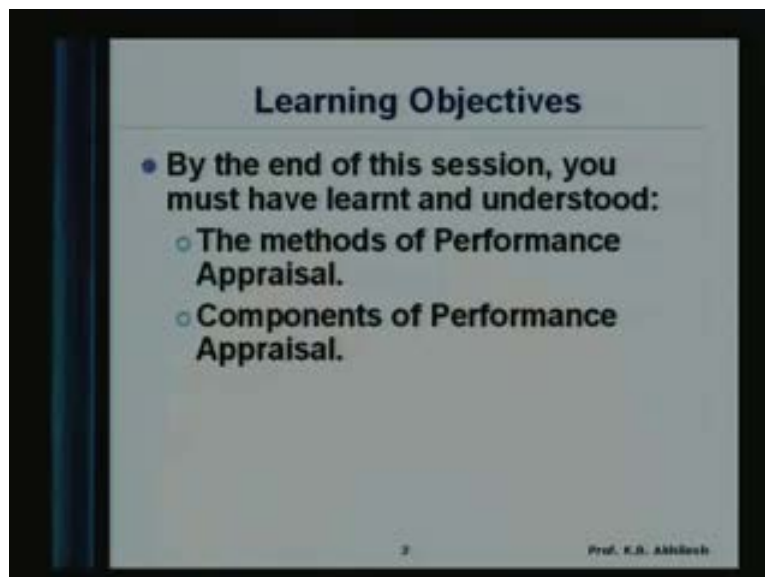 Learning Objectives
By the end of this session, you
must have learnt and understood:
The methods of Performance
Appraisal.
Components of Performance
Appraisal.
2
Prof. K.B. Akhilesh